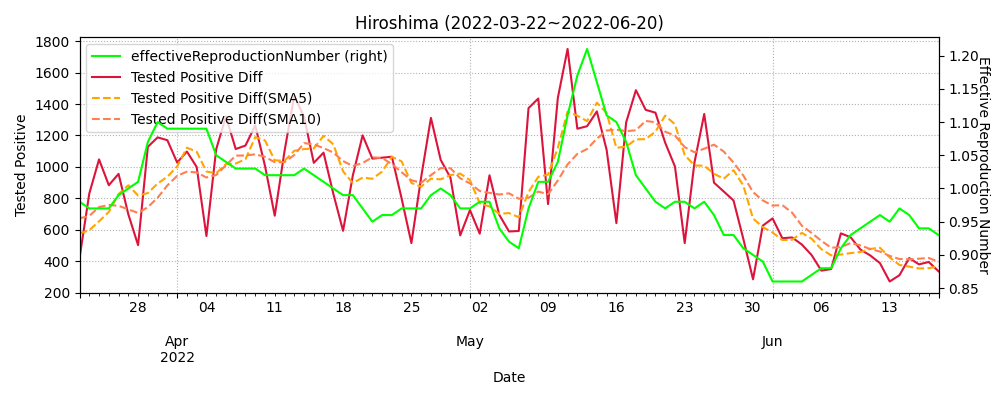 Hiroshima (2022-03-22~2022-06-20)
effectiveReproductionNumber (right)
Tested Positive Diff
Tested Positive Diff(SMA5)
Tested Positive Diff(SMA10)
Tested Positive
1800
1600
1400
1200
1000
800
600
400
200
1.20
1.15
1.10
1.05
1.00
0.95
0.90
0.85
Effective Reproduction Number
28 04 11 18 25 02 09 16 23 30 06 13
Apr May Jun
2022
Date